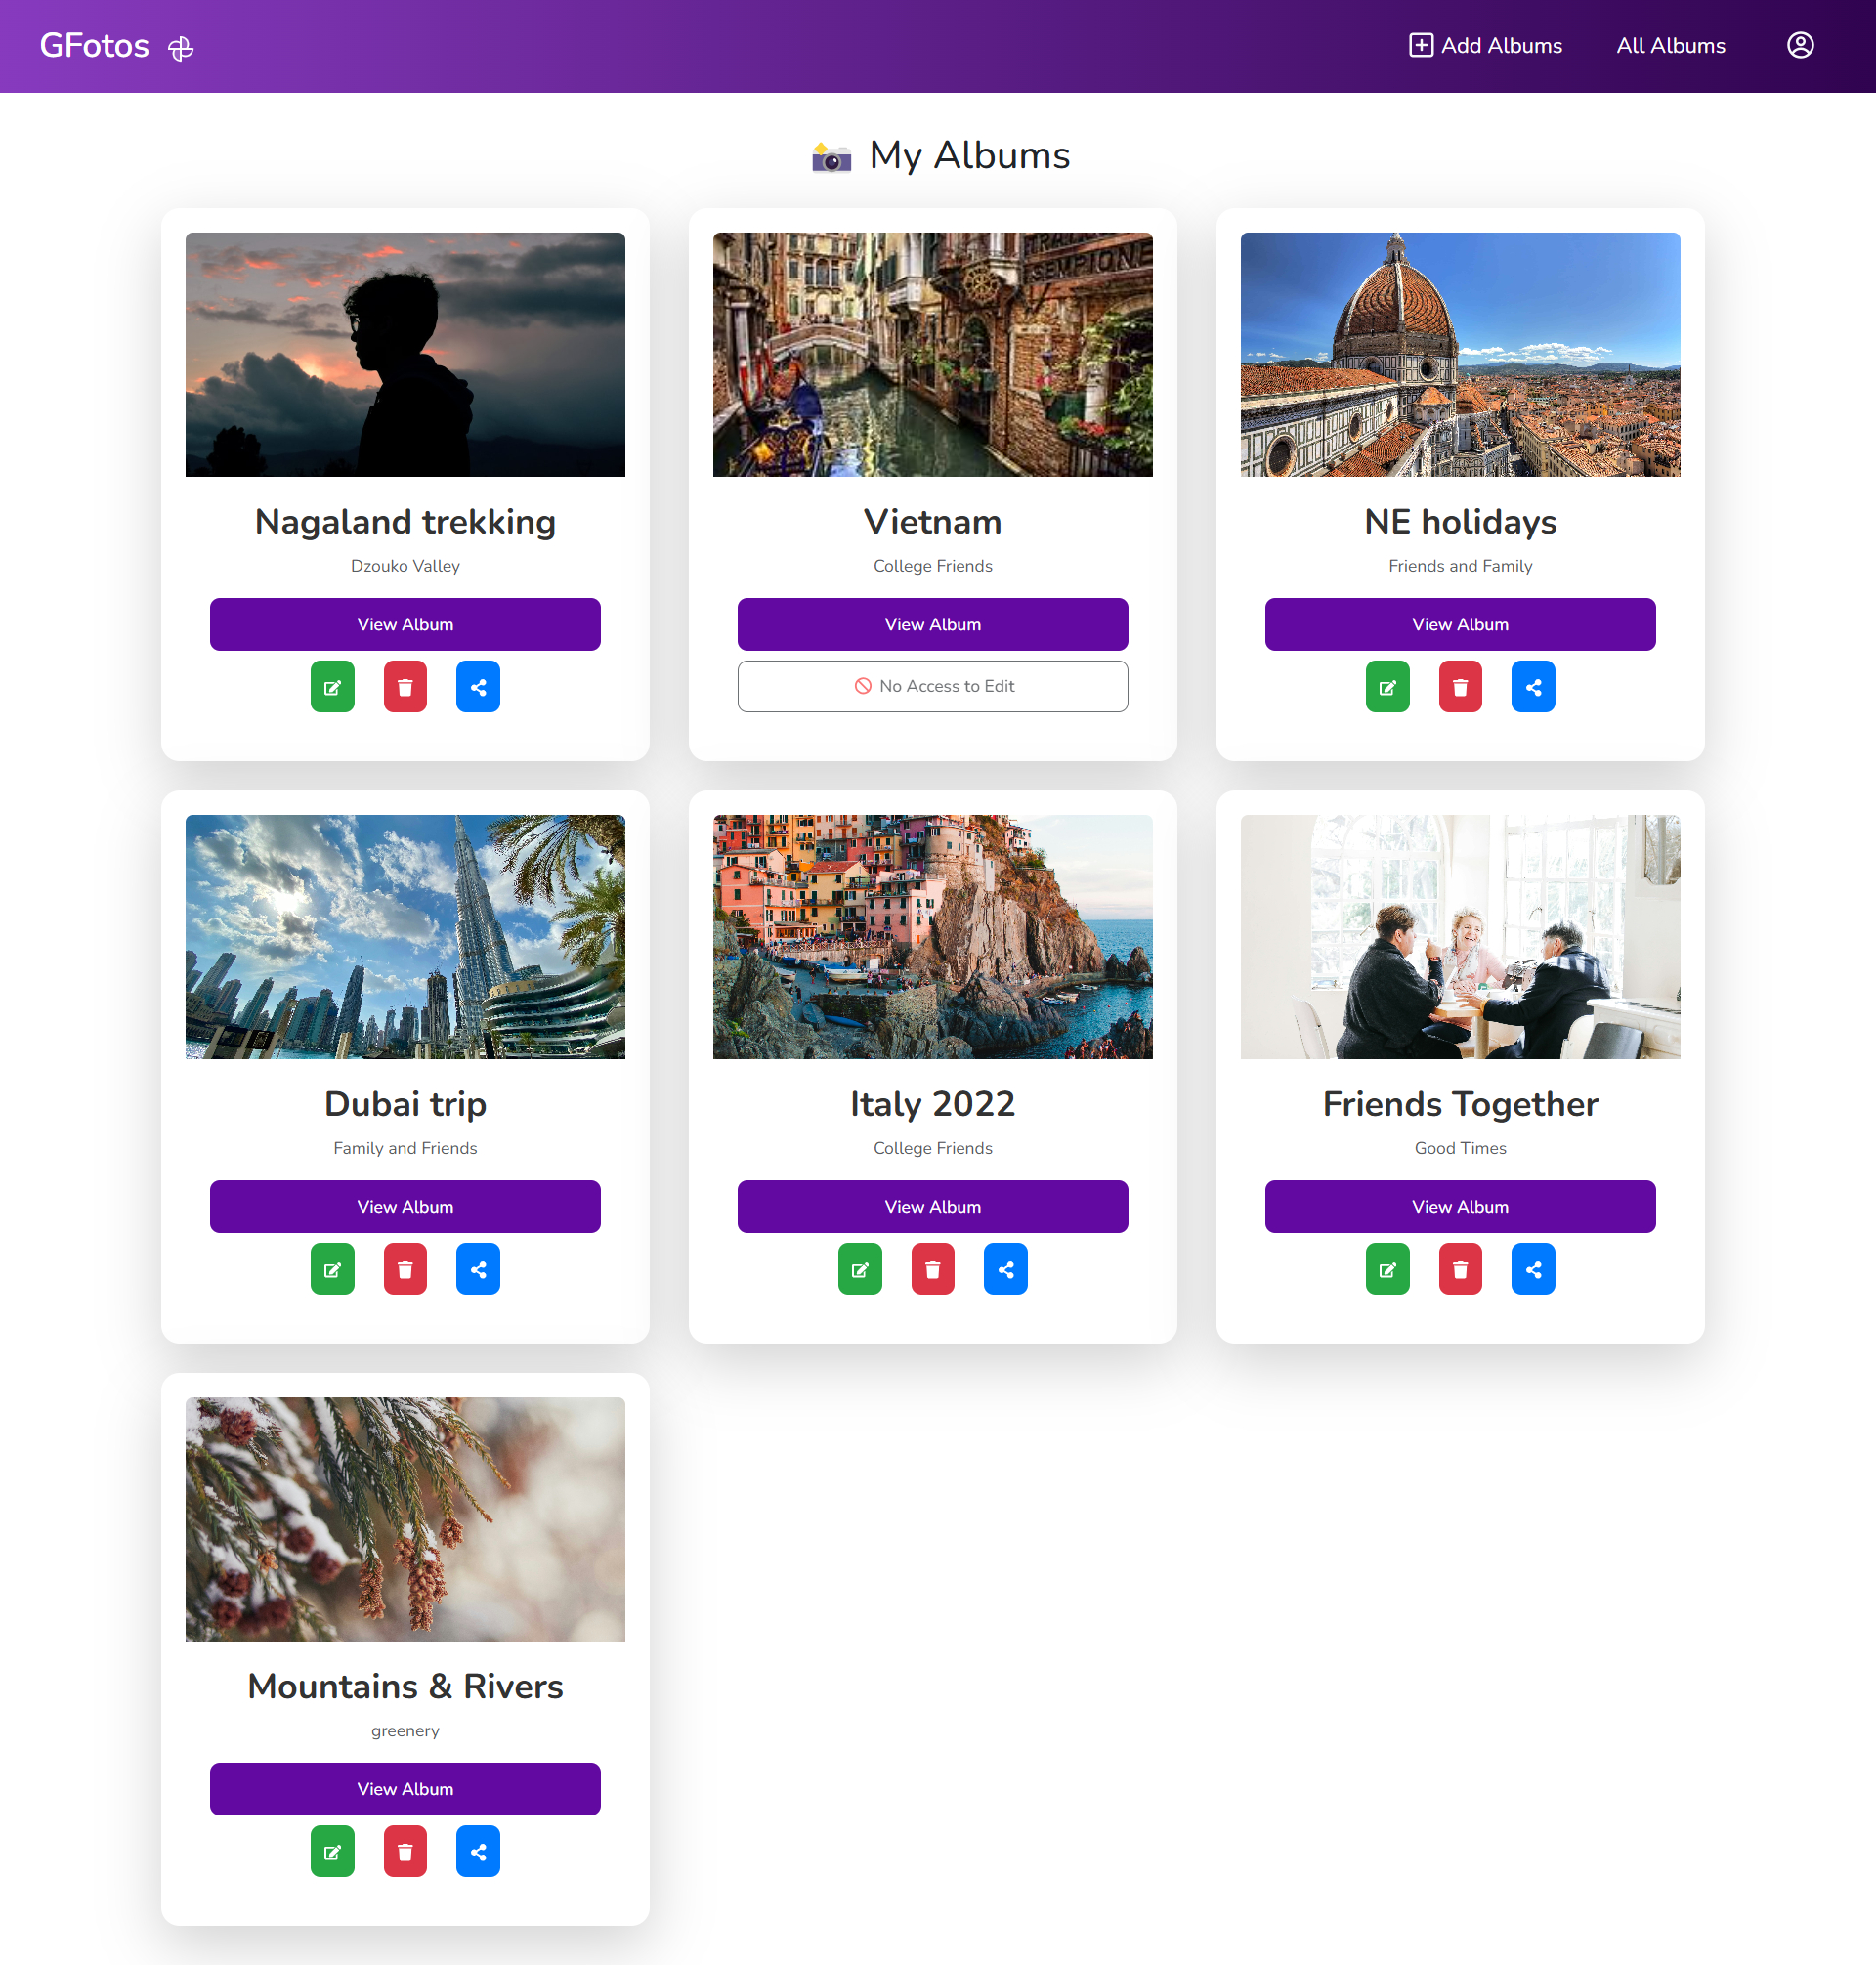 GFotos
Add Albums
All Albums
My Albums
SEMPIONE
Nagaland trekking
Dzouko Valley
View Album
Vietnam
College Friends
View Album
No Access to Edit
NE holidays
Friends and Family
View Album
Dubai trip
Family and Friends
View Album
Italy 2022
College Friends
View Album
Friends Together
Good Times
View Album
Mountains & Rivers
greenery
View Album